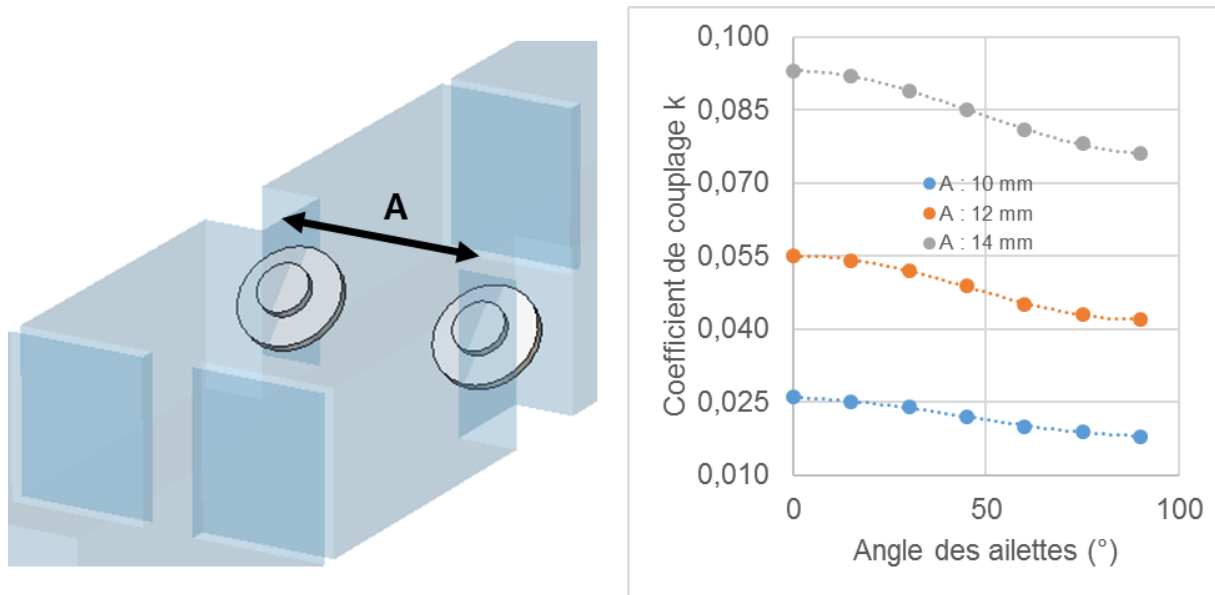 A
0,100
0,085
0,070
0,055
0,040
0,025
0,010
Coefficient de couplage k
A : 10 mm
A : 12 mm
A : 14 mm
0
50
100
Angle des ailettes (°)